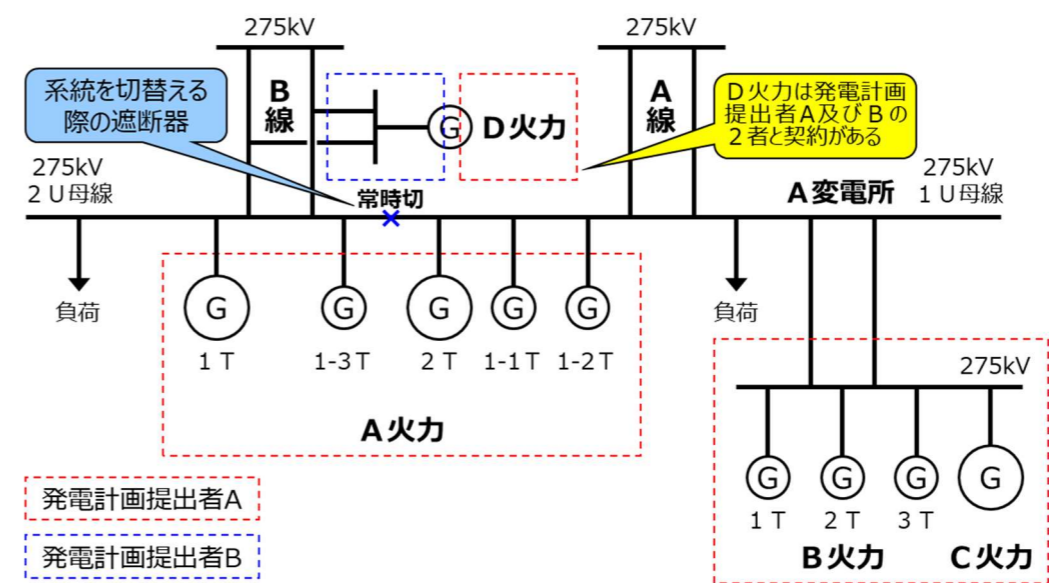 275kV
275kV
系統を切替える
際の遮断器
B
線
G
D火力
A
線
D火力は発電計画
提出者A及びBの
2者と契約がある
275kV
2U母線
常時切
A変電所
275kV
1U母線
負荷
G
1T
G
1-3T
G
2T
G
1-1T
G
1-2T
負荷
A火力
275kV
G
1T
G
2T
G
3T
G
B火力
C火力
発電計画提出者A
発電計画提出者B